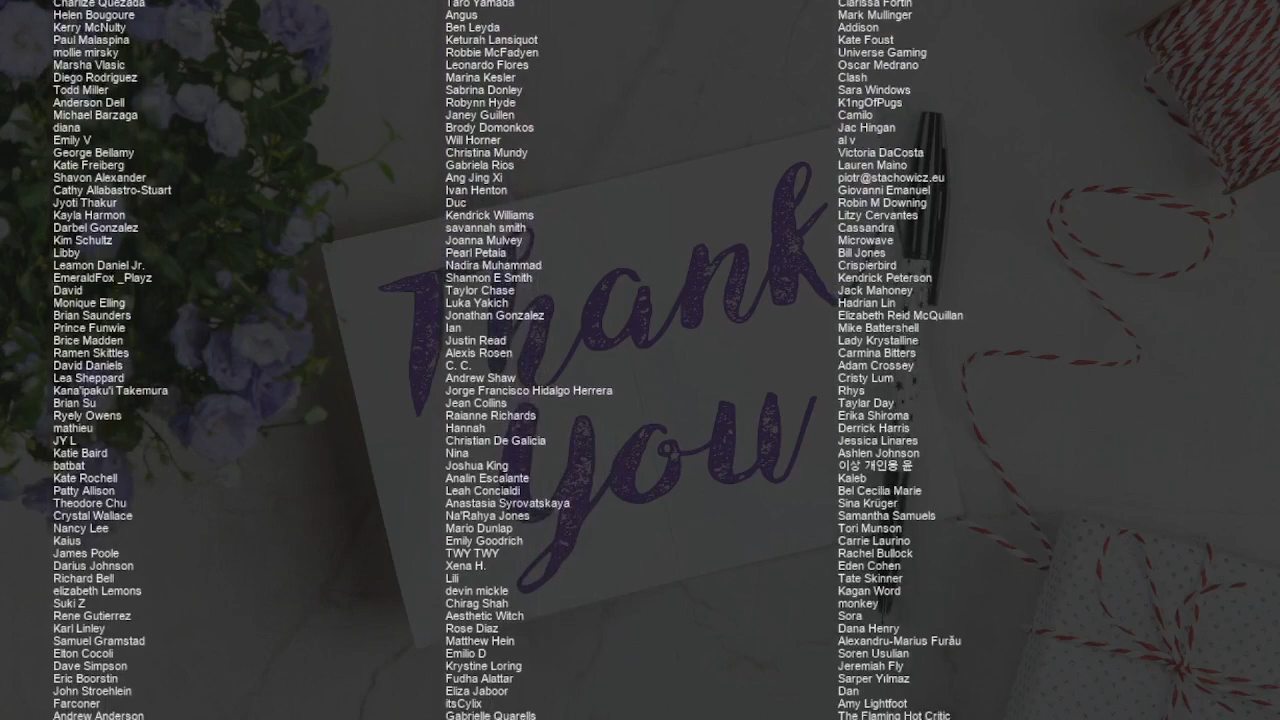 Charlize Quezada
Helen Bougoure
Kerry McNulty
Paul Malaspina
mollie mirsky
Marsha Vlasic
Diego Rodriguez
Todd Miller
Anderson Dell
Michael Barzaga
diana
Emily V
George Bellamy
Katie Freiberg
Shavon Alexander
Cathy Allabastro-Stuart
Jyoti Thakur
Kayla Harmon
Darbel Gonzalez
Kim Schultz
Libby
Leamon Daniel Jr.
EmeraldFox _Playz
David
Monique Eling
Brian Saunders
Prince Funwie
Brice Madden
Ramen Skittles
David Daniels
Lea Sheppard
Kana'ipaku'i Takemura
Brian Su
Ryely Owens
mathieu
JY L
Katie Baird
batbat
Kate Rochell
Patty Allison
Theodore Chu
Crystal Wallace
Nancy Lee
Kaius
James Poole
Darius Johnson
Richard Bell
elizabeth Lemons
Suki Z
Rene Gutierrez
Karl Linley
Samuel Gramstad
Elton Cocoli
Dave Simpson
Eric Boorstin
John Stroehlein
Farconer
Andrew Anderson
Taro Yamada
Angus
Ben Leyda
Keturah Lansiquot
Robbie McFadyen
Leonardo Flores
Marina Kesler
Sabrina Donley
Robynn Hyde
Janey Guillen
Brody Domonkos
Will Horner
Christina Mundy
Gabriela Rios
Ang Jing Xi
Ivan Henton
Duc
Kendrick Williams
savannah smith
Joanna Mulvey
Pearl Petaia
Nadira Muhammad
Shannon E Smith
Taylor Chase
Luka Yakich
Jonathan Gonzalez
Ian
Justin Read
Alexis Rosen
C. C.
Andrew Shaw
Jorge Francisco Hidalgo Herrera
Jean Collins
Raianne Richards
Hannah
Christian De Galicia
Nina
Joshua King
Analin Escalante
Leah Concialdi
Anastasia Syrovatskaya
Na'Rahya Jones
Mario Dunlap
Emily Goodrich
TWY TWY
Xena H.
Lili
devin mickle
Chirag Shah
Aesthetic Witch
Rose Diaz
Matthew Hein
Emilio D
Krystine Loring
Fudha Alattar
Eliza Jaboor
itsCylix
Gabrielle Quarells
Clarissa Fortin
Mark Mullinger
Addison
Kate Foust
Universe Gaming
Oscar Medrano
Clash
Sara Windows
K1ngOfPugs
Camilo
Jac Hingan
al v
Victoria DaCosta
Lauren Maino
piotr@stachowicz.eu
Giovanni Emanuel
Robin M Downing
Litzy Cervantes
Cassandra
Microwave
Bill Jones
Crispierbird
Kendrick Peterson
Jack Mahoney
Hadrian Lin
Elizabeth Reid McQuillan
Mike Battershell
Lady Krystalline
Carmina Bitters
Adam Crossey
Cristy Lum
Rhys
Taylar Day
Erika Shiroma
Derrick Harris
Jessica Linares
Ashlen Johnson
이상 개인용 윤
Kaleb
Bel Cecilia Marie
Sina Krüger
Samantha Samuels
Tori Munson
Carrie Laurino
Rachel Bullock
Eden Cohen
Tate Skinner
Kagan Word
monkey
Sora
Dana Henry
Alexandru-Marius Furău
Soren Usulian
Jeremiah Fly
Sarper Yılmaz
Dan
Amy Lightfoot
The Flaming Hot Critic
Thank
you